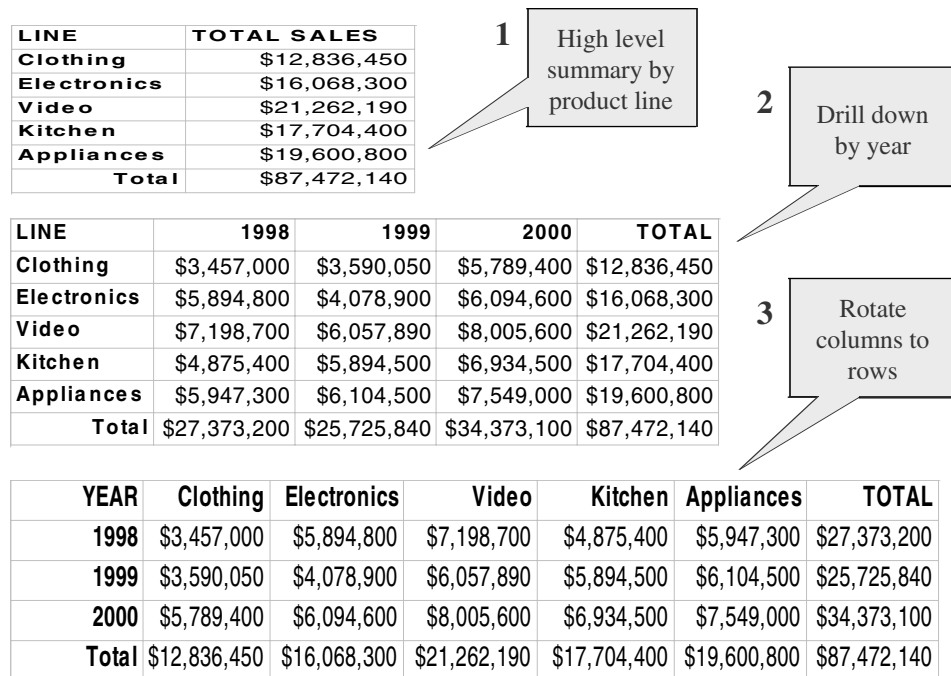 LINE TOTAL SALES
Clothing $12,836,450
Electronics $16,068,300
Video $21,262,190
Kitchen $17,704,400
Appliances $19,600,800
Total $87,472,140
1
High level
summary by
product line
2
Drill down
by year
LINE 1998 1999 2000 TOTAL
Clothing $3,457,000 $3,590,050 $5,789,400 $12,836,450
Electronics $5,894,800 $4,078,900 $6,094,600 $16,068,300
Video $7,198,700 $6,057,890 $8,005,600 $21,262,190
Kitchen $4,875,400 $5,894,500 $6,934,500 $17,704,400
Appliances $5,947,300 $6,104,500 $7,549,000 $19,600,800
Total $27,373,200 $25,725,840 $34,373,100 $87,472,140
3
Rotate
columns to
rows
YEAR Clothing Electronics Video Kitchen Appliances TOTAL
1998 $3,457,000 $5,894,800 $7,198,700 $4,875,400 $5,947,300 $27,373,200
1999 $3,590,050 $4,078,900 $6,057,890 $5,894,500 $6,104,500 $25,725,840
2000 $5,789,400 $6,094,600 $8,005,600 $6,934,500 $7,549,000 $34,373,100
Total $12,836,450 $16,068,300 $21,262,190 $17,704,400 $19,600,800 $87,472,140